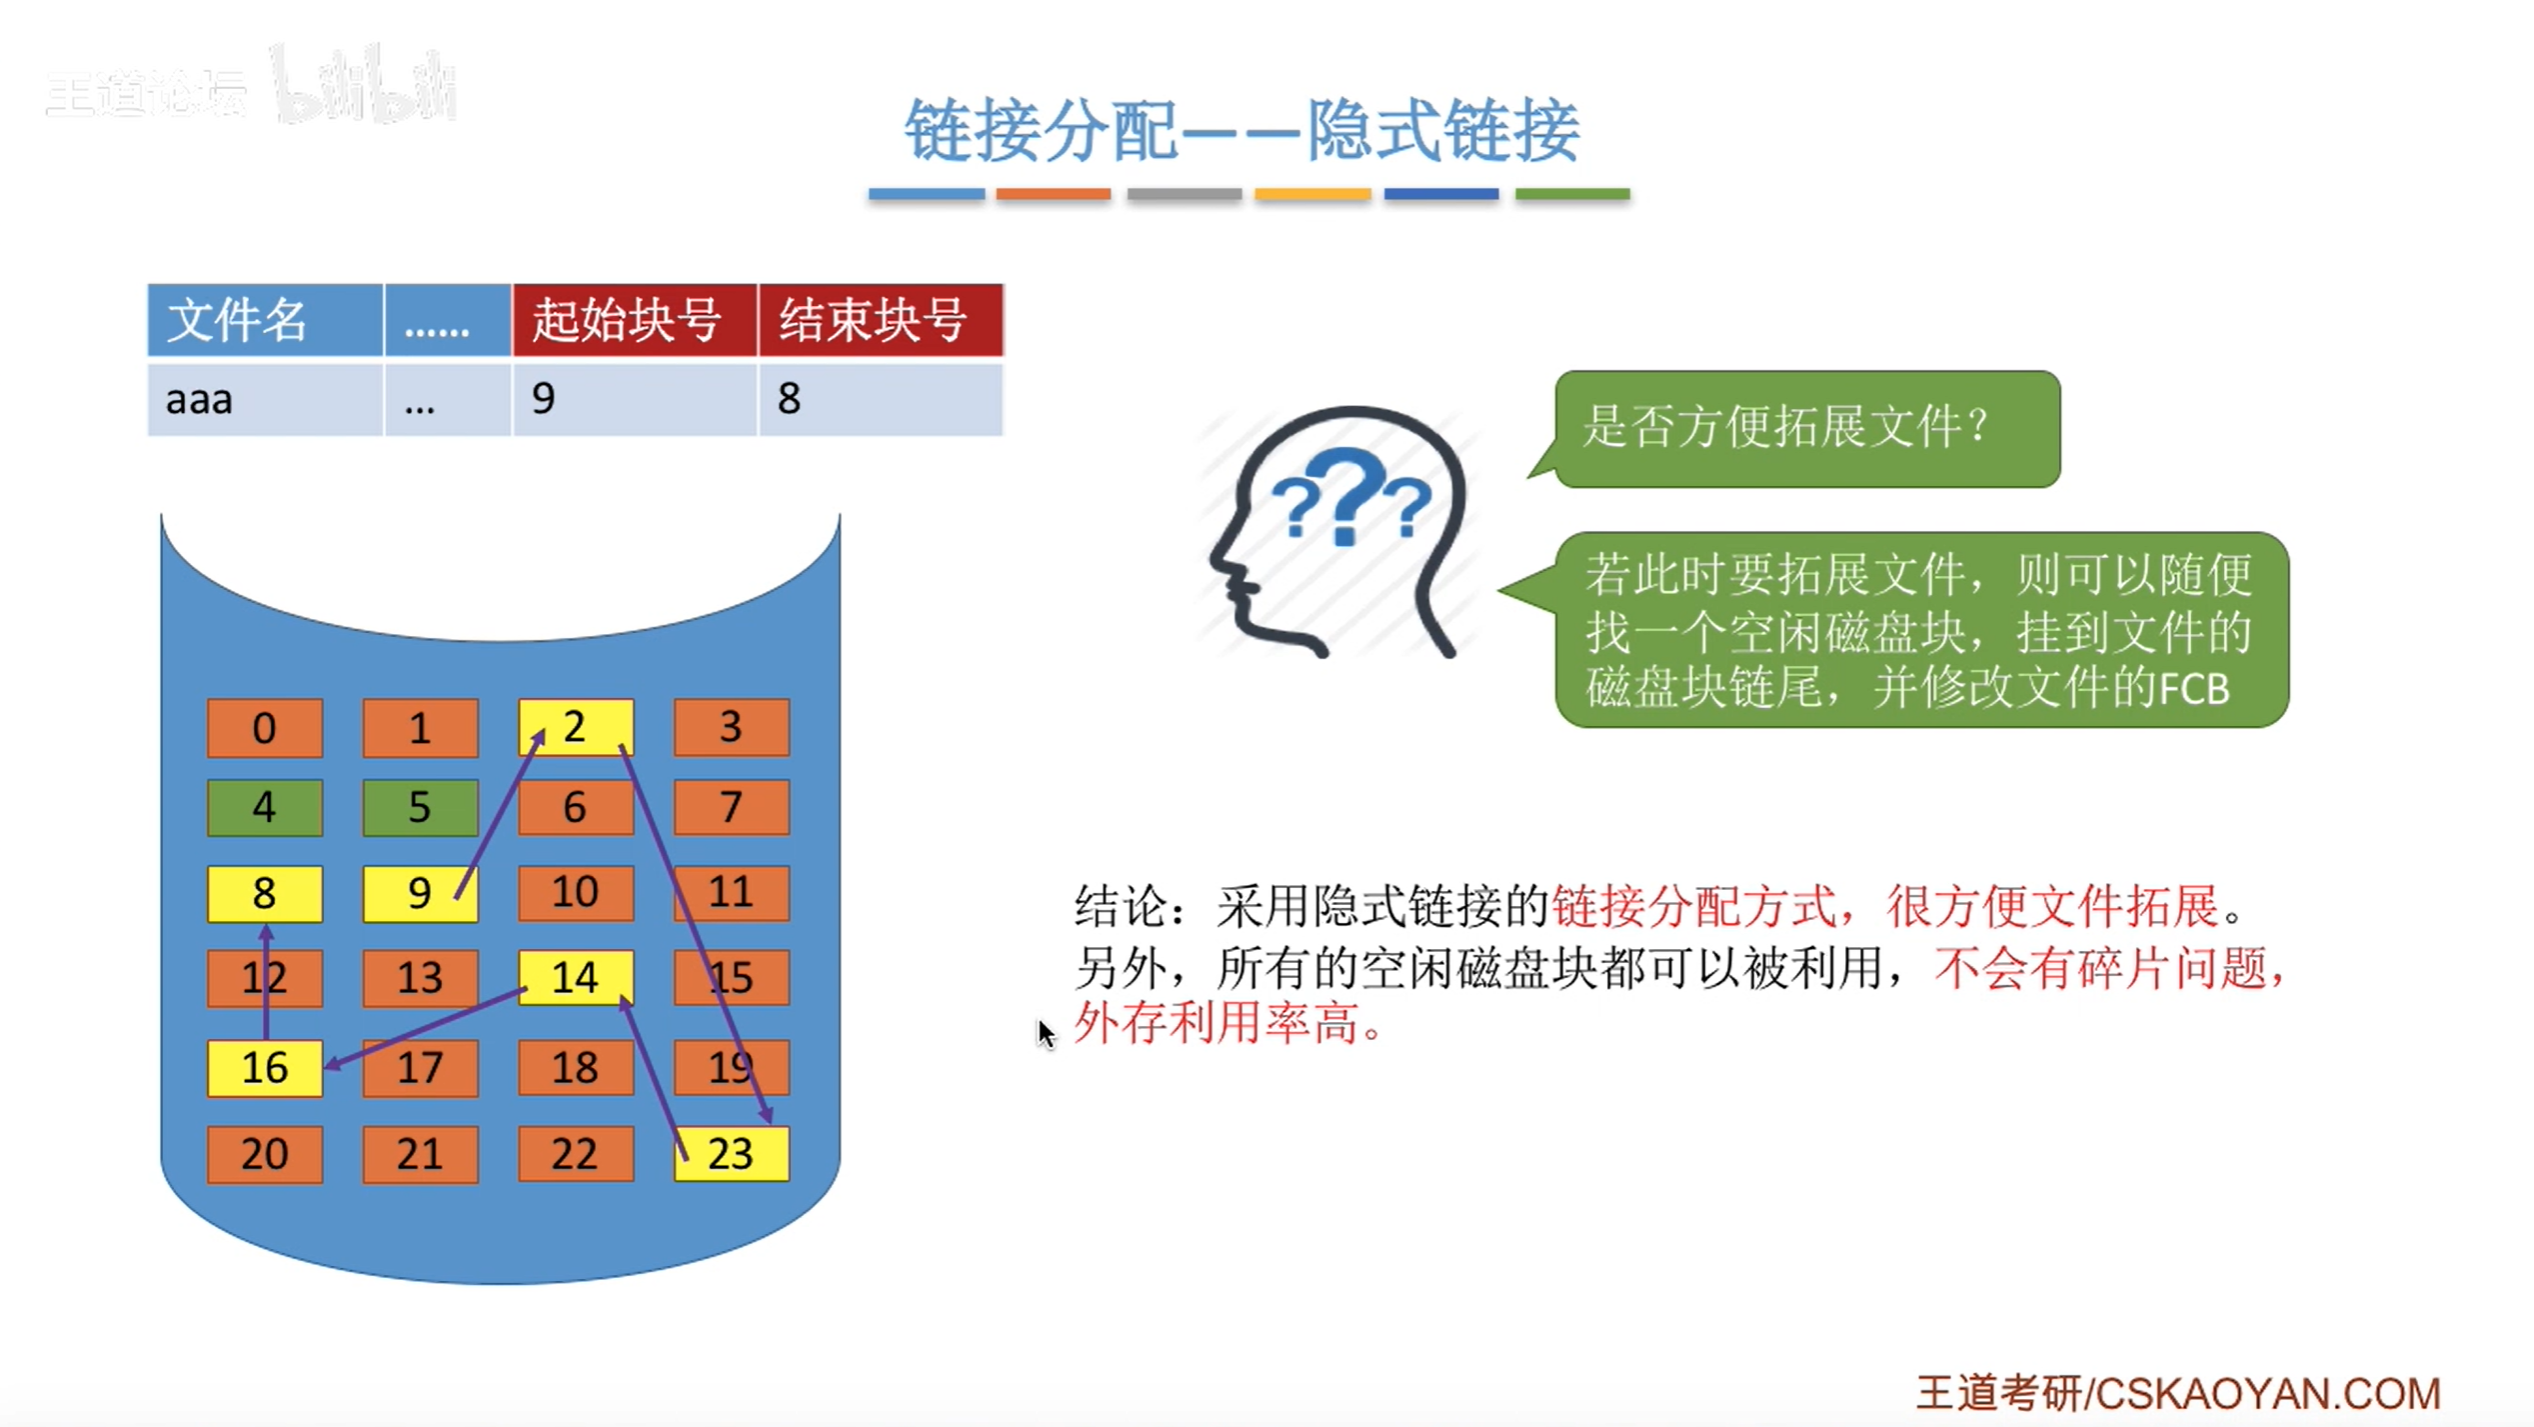 王道论坛 bilibili
链接分配——隐式链接
文件名 …… 起始块号 结束块号
aaa … 9 8
是否方便拓展文件？
若此时要拓展文件，则可以随便
找一个空闲磁盘块，挂到文件的
磁盘块链尾，并修改文件的FCB
? ? ?
0 1 2 3
4 5 6 7
8 9 10 11
12 13 14 15
16 17 18 19
20 21 22 23
结论：采用隐式链接的链接分配方式，很方便文件拓展。
另外，所有的空闲磁盘块都可以被利用，不会有碎片问题，
外存利用率高。
王道考研/CSKAOYAN.COM